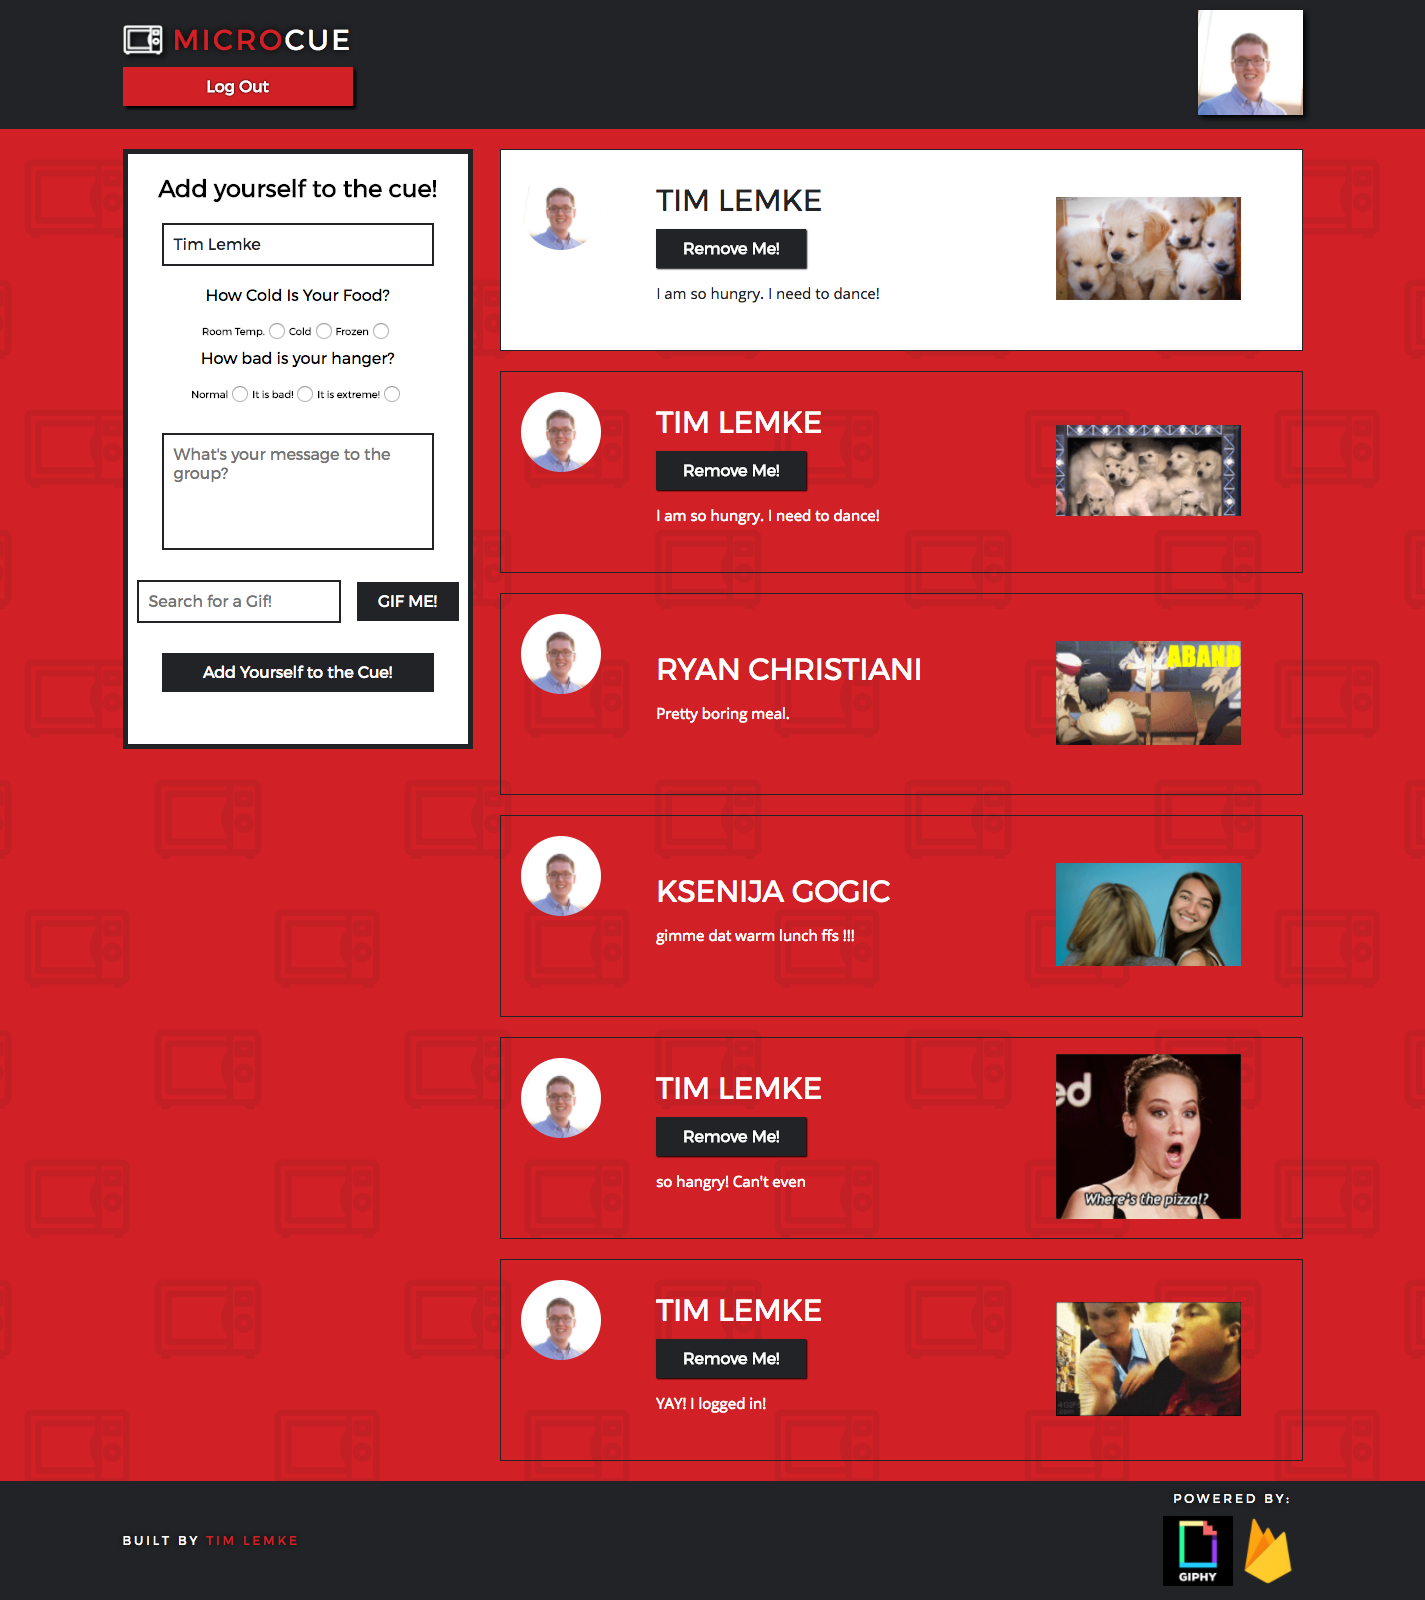 MICROCUE
Log Out
Add yourself to the cue!
Tim Lemke
How Cold Is Your Food?
Room Temp. Cold Frozen
How bad is your hanger?
Normal It is bad! It is extreme!
What's your message to the
group?
Search for a Gif! GIF ME!
Add Yourself to the Cue!
TIM LEMKE
Remove Me!
I am so hungry. I need to dance!
TIM LEMKE
Remove Me!
I am so hungry. I need to dance!
RYAN CHRISTIANI
Pretty boring meal.
ABAND
KSENIJA GOGIC
gimme dat warm lunch ffs !!!
TIM LEMKE
Remove Me!
so hangry! Can't even
ed
Where's the pizza!?
TIM LEMKE
Remove Me!
YAY! I logged in!
BUILT BY TIM LEMKE
POWERED BY:
GIPHY